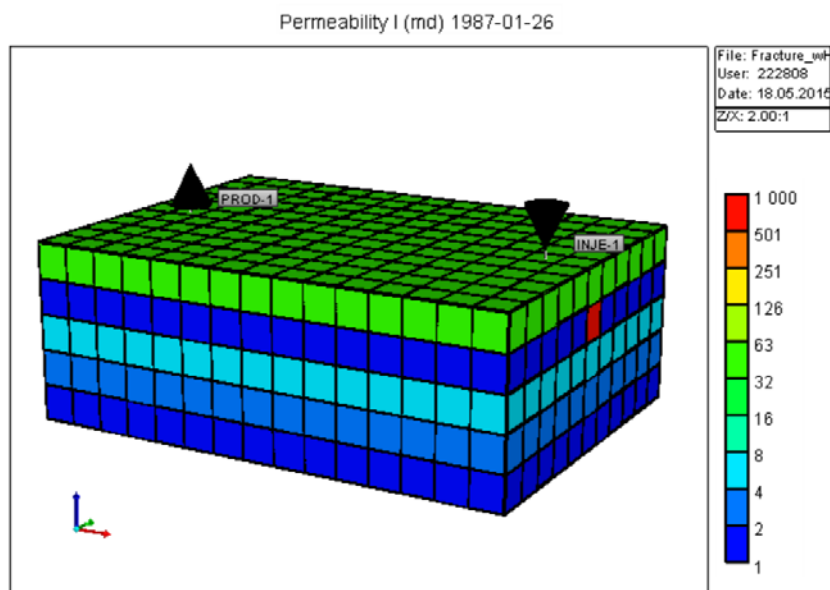 Permeability I (md) 1987-01-26
File: Fracture_wH
User: 222808
Date: 18.05.2015
Z/X: 2.00:1
PROD-1
INJE-1
1 000
501
251
126
63
32
16
8
4
2
1